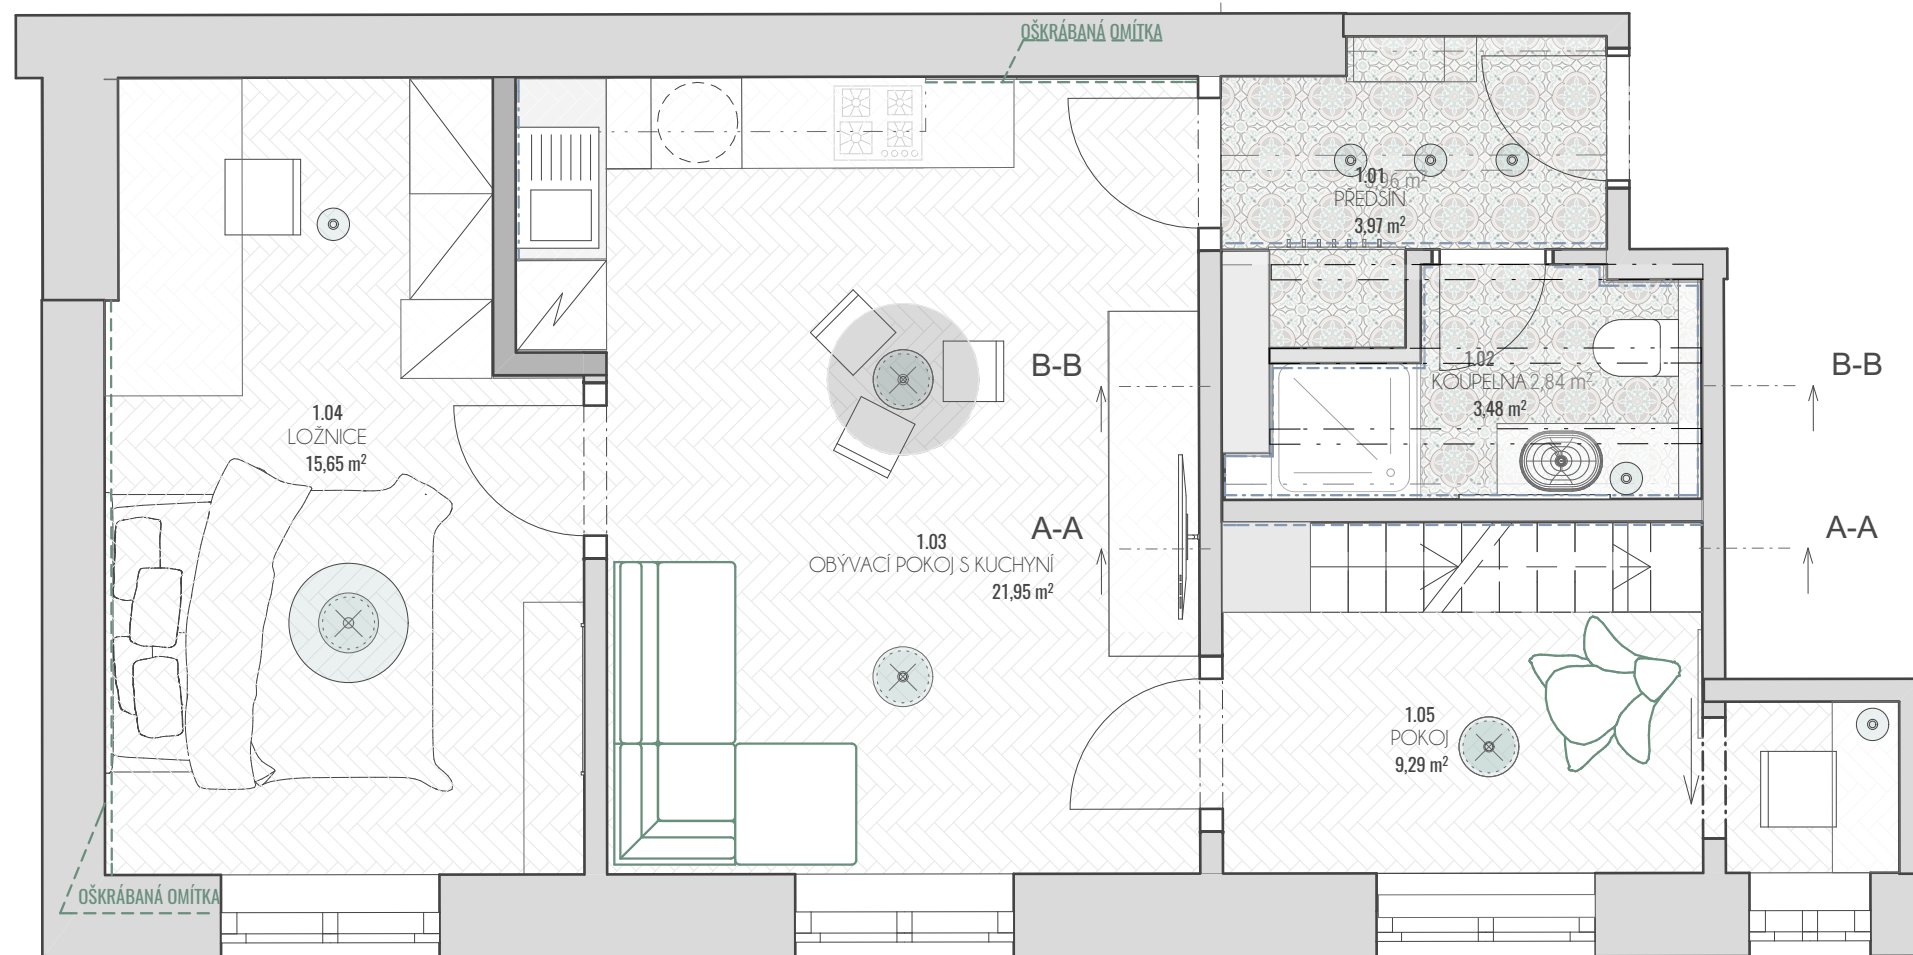 OŠKRÁBANÁ OMÍTKA
1.01
3,96 m²
PŘEDSÍŇ
3,97 m²
B-B
1.02
KOUPELNA 2,84 m²
3,48 m²
B-B
1.04
LOŽNICE
15,65 m²
A-A
A-A
1.03
OBÝVACÍ POKOJ S KUCHYNÍ
21,95 m²
1.05
POKOJ
9,29 m²
OŠKRÁBANÁ OMÍTKA